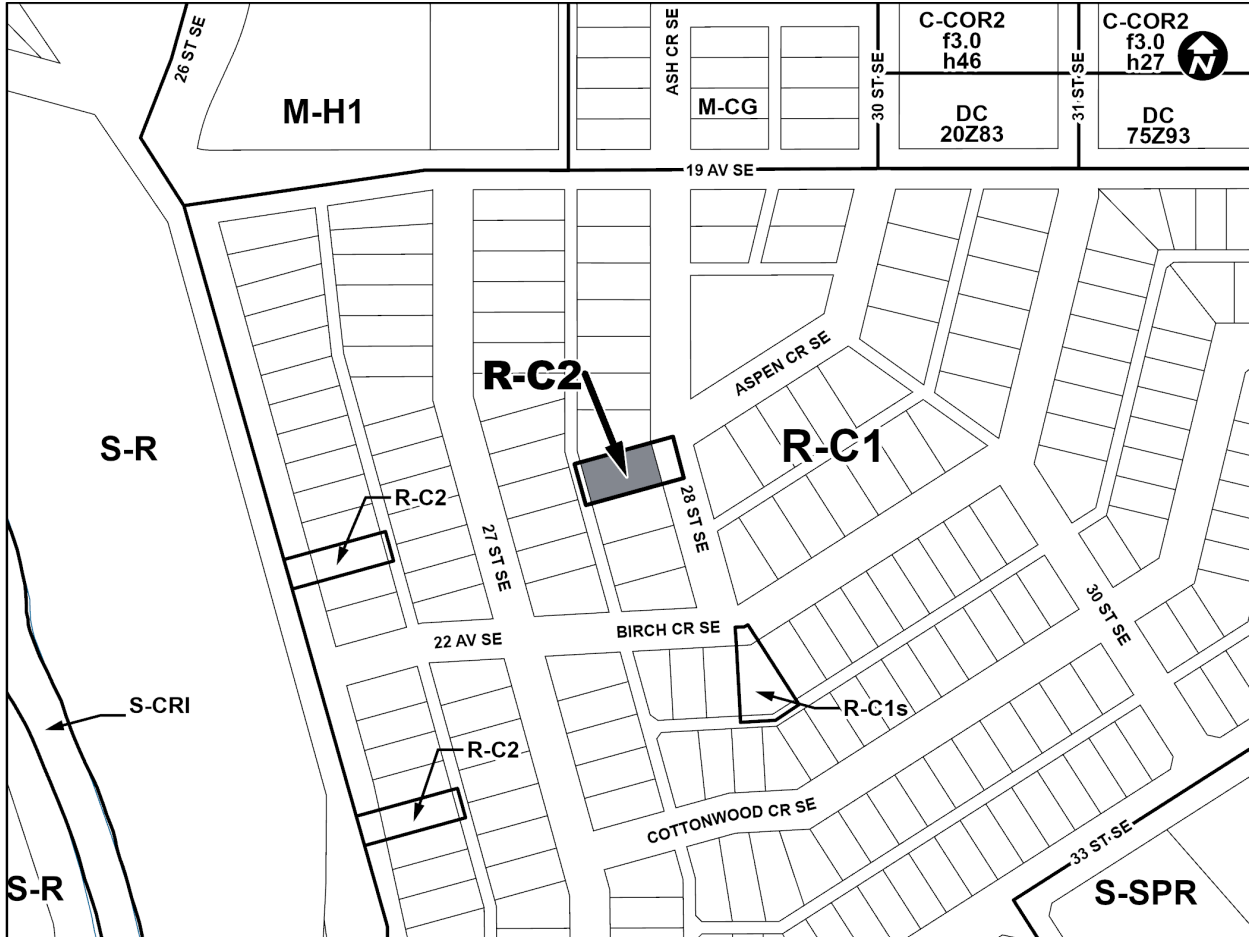 26 ST SE
ASH CR SE
C-COR2
f3.0
h46
C-COR2
f3.0
h27
N
M-H1
M-CG
30 ST SE
31 ST SE
DC
20Z83
DC
75Z93
19 AV SE
R-C2
ASPEN CR SE
R-C1
S-R
R-C2
28 ST SE
27 ST SE
30 ST SE
22 AV SE
BIRCH CR SE
S-CRI
R-C1s
R-C2
COTTONWOOD CR SE
33 ST SE
S-R
S-SPR